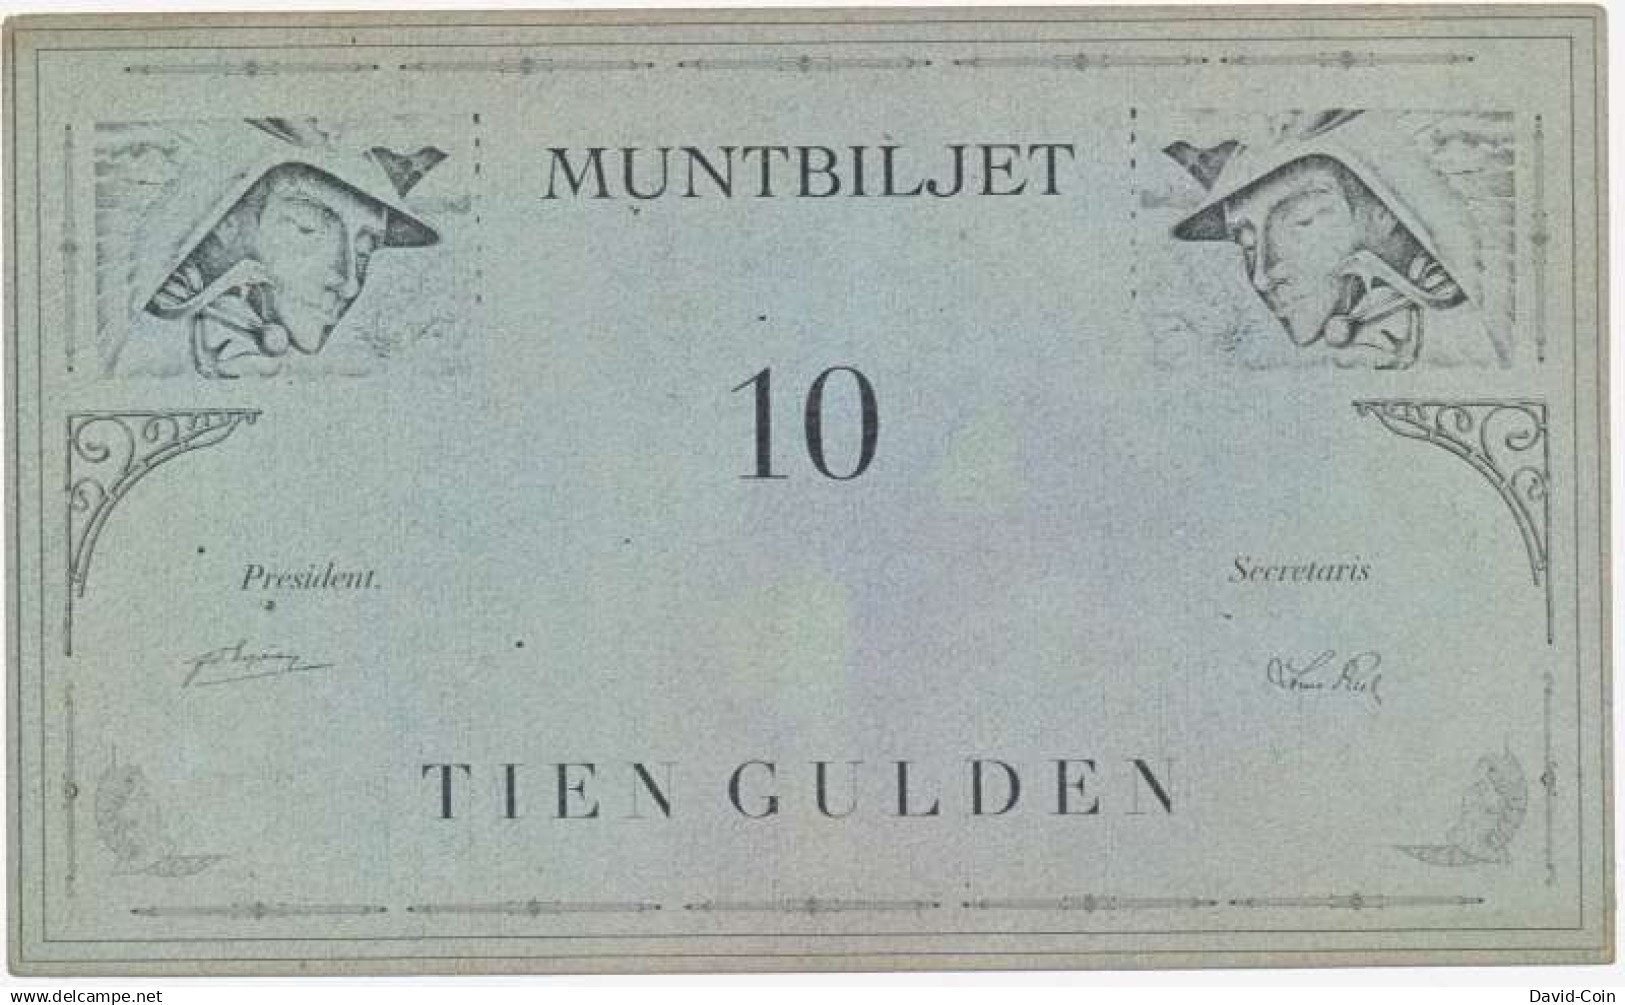 MUNTBILJET
10
President.
Secretaris
TIEN GULDEN
www.delcampe.net
David-Coin